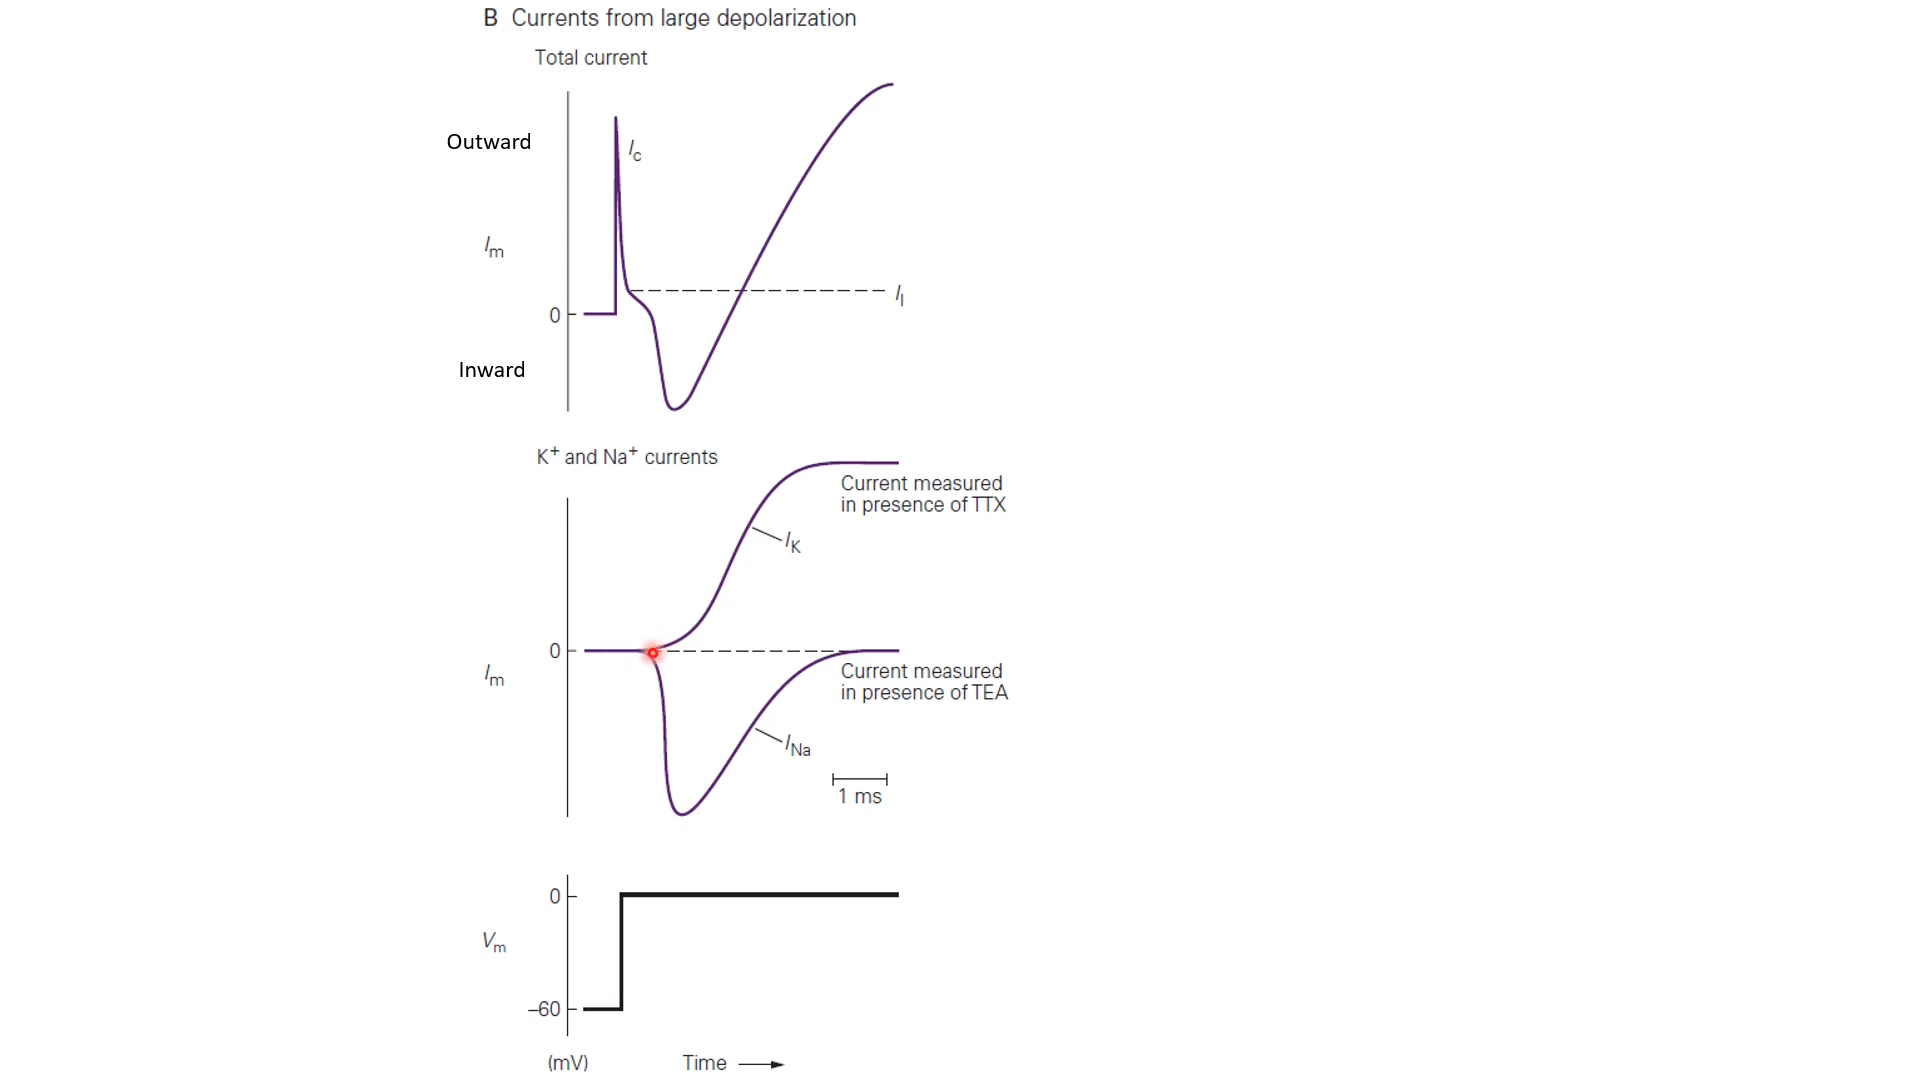 B Currents from large depolarization
Total current
Outward
Ic
Im
Il
0
Inward
K+ and Na+ currents
Current measured
in presence of TTX
IK
0
Im
Current measured
in presence of TEA
INa
1 ms
0
Vm
–60
(mV)
Time